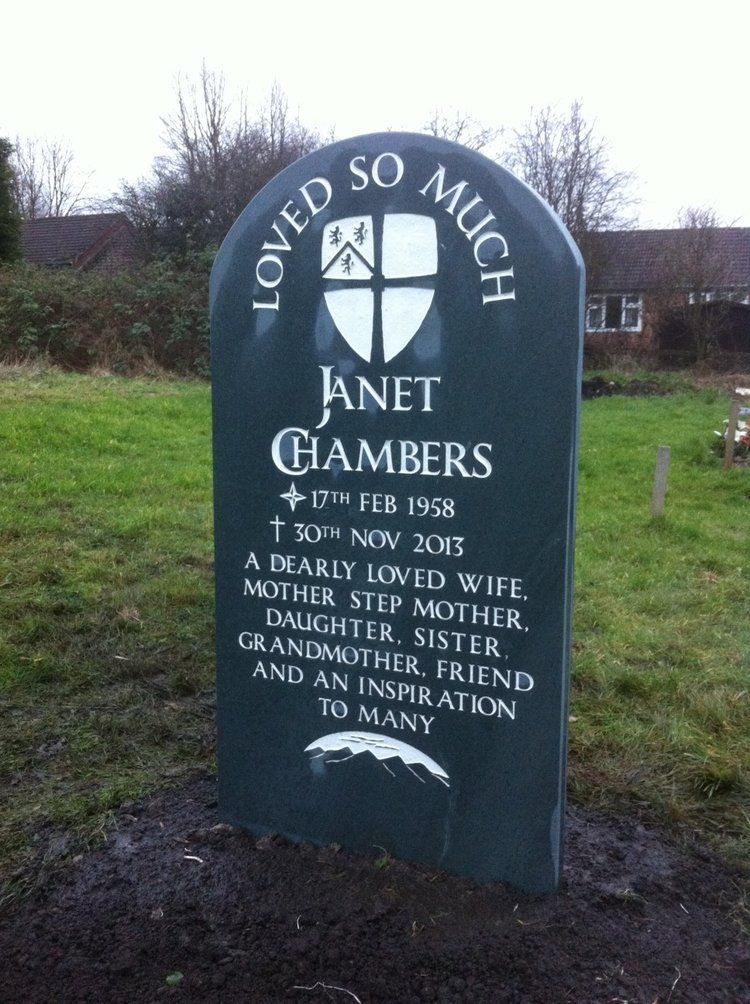 LOVED SO MUCH
JANET
CHAMBERS
17TH FEB 1958
† 30TH NOV 2013
A DEARLY LOVED WIFE,
MOTHER STEP MOTHER,
DAUGHTER, SISTER,
GRANDMOTHER, FRIEND
AND AN INSPIRATION
TO MANY